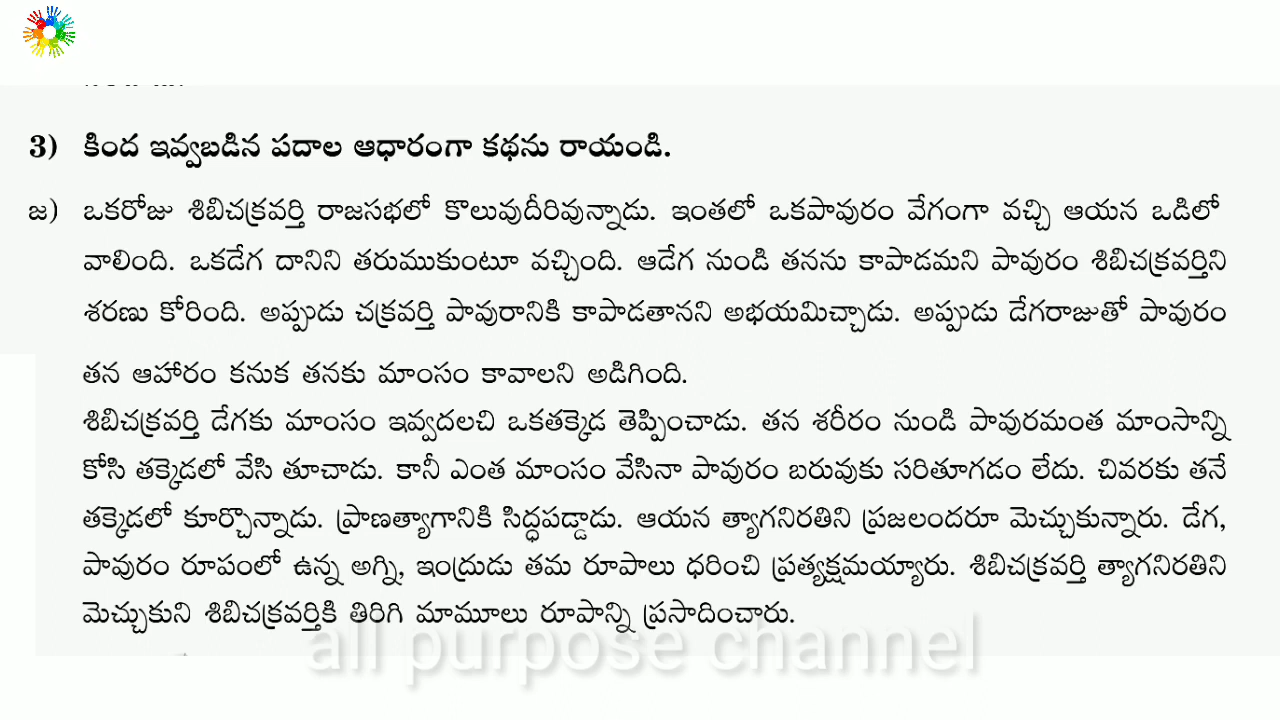 3) కింద ఇవ్వబడిన పదాల ఆధారంగా కథను రాయండి.
జ) ఒకరోజు శిబిచక్రవర్తి రాజసభలో కొలువుదీరివున్నాడు. ఇంతలో ఒకపావురం వేగంగా వచ్చి ఆయన ఒడిలో
వాలింది. ఒకడేగ దానిని తరుముకుంటూ వచ్చింది. ఆడేగ నుండి తనను కాపాడమని పావురం శిబిచక్రవర్తిని
శరణు కోరింది. అప్పుడు చక్రవర్తి పావురానికి కాపాడతానని అభయమిచ్చాడు. అప్పుడు డేగరాజుతో పావురం
తన ఆహారం కనుక తనకు మాంసం కావాలని అడిగింది.
శిబిచక్రవర్తి డేగకు మాంసం ఇవ్వదలచి ఒకతక్కెడ తెప్పించాడు. తన శరీరం నుండి పావురమంత మాంసాన్ని
కోసి తక్కెడలో వేసి తూచాడు. కానీ ఎంత మాంసం వేసినా పావురం బరువుకు సరితూగడం లేదు. చివరకు తనే
తక్కెడలో కూర్చొన్నాడు. ప్రాణత్యాగానికి సిద్ధపడ్డాడు. ఆయన త్యాగనిరతిని ప్రజలందరూ మెచ్చుకున్నారు. డేగ,
పావురం రూపంలో ఉన్న అగ్ని, ఇంద్రుడు తమ రూపాలు ధరించి ప్రత్యక్షమయ్యారు. శిబిచక్రవర్తి త్యాగనిరతిని
మెచ్చుకుని శిబిచక్రవర్తికి తిరిగి మామూలు రూపాన్ని ప్రసాదించారు.
all purpose channel